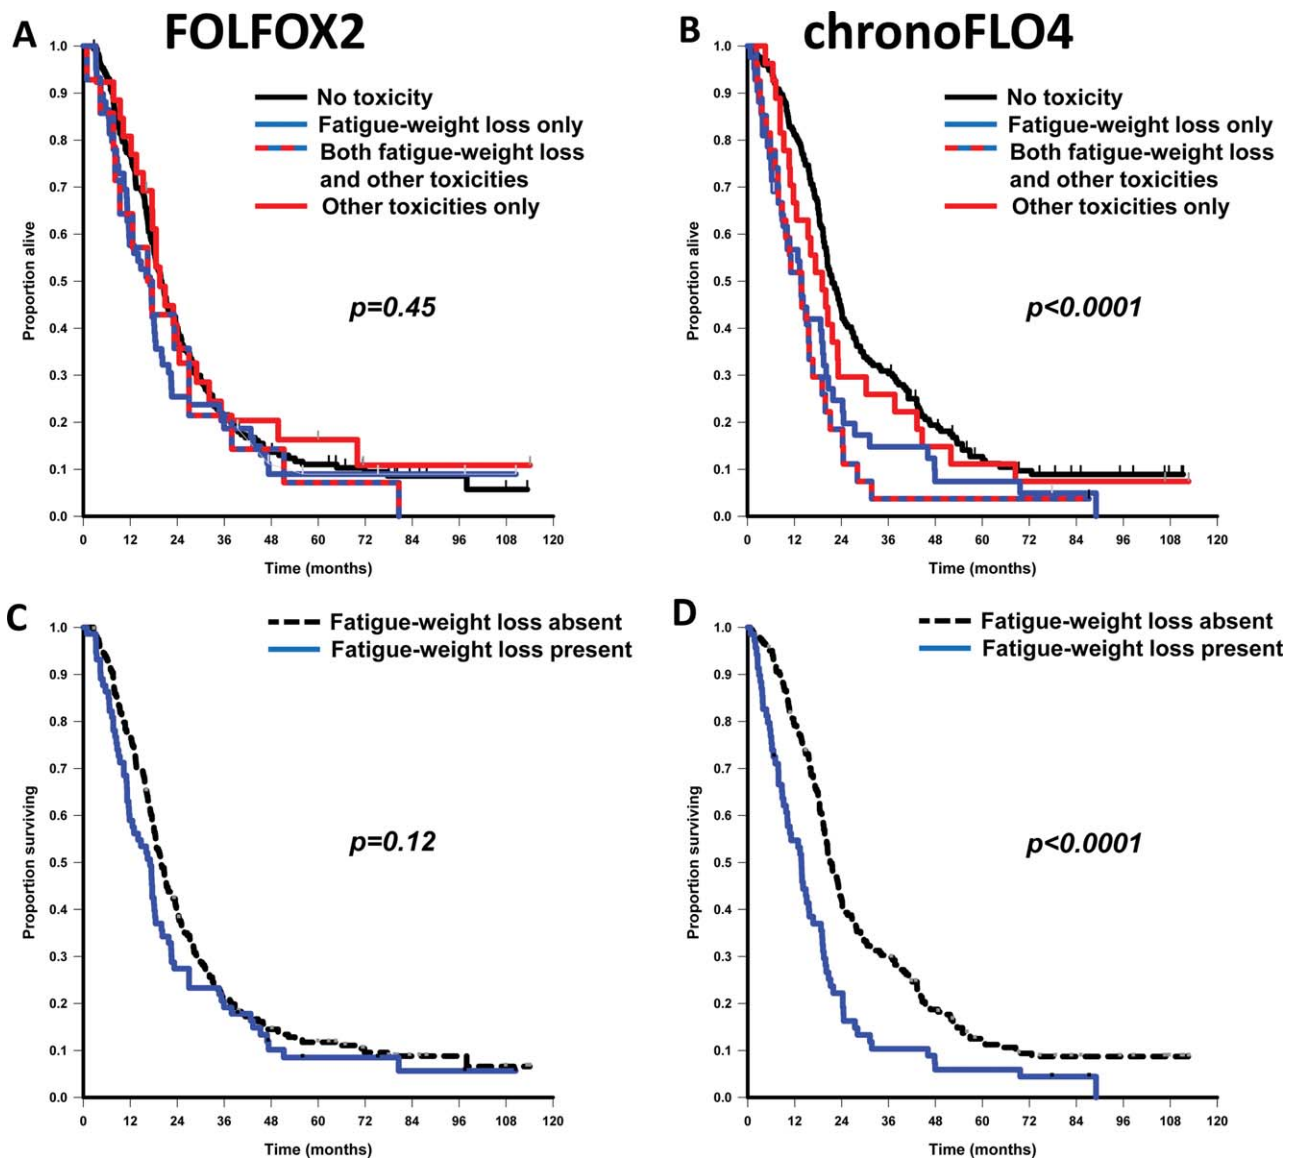 A
FOLFOX2
1.0
0.9
0.8
0.7
0.6
0.5
0.4
0.3
0.2
0.1
0.0
Proportion alive
No toxicity
Fatigue-weight loss only
Both fatigue-weight loss
and other toxicities
Other toxicities only
p=0.45
0 12 24 36 48 60 72 84 96 108 120
Time (months)
B
chronoFLO4
1.0
0.9
0.8
0.7
0.6
0.5
0.4
0.3
0.2
0.1
0.0
Proportion alive
No toxicity
Fatigue-weight loss only
Both fatigue-weight loss
and other toxicities
Other toxicities only
p<0.0001
0 12 24 36 48 60 72 84 96 108 120
Time (months)
C
1.0
0.9
0.8
0.7
0.6
0.5
0.4
0.3
0.2
0.1
0.0
Proportion surviving
Fatigue-weight loss absent
Fatigue-weight loss present
p=0.12
0 12 24 36 48 60 72 84 96 108 120
Time (months)
D
1.0
0.9
0.8
0.7
0.6
0.5
0.4
0.3
0.2
0.1
0.0
Proportion surviving
Fatigue-weight loss absent
Fatigue-weight loss present
p<0.0001
0 12 24 36 48 60 72 84 96 108 120
Time (months)